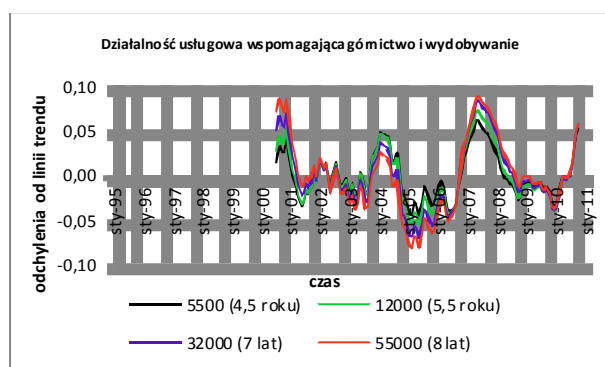 Działalność usługowa wspomagająca górnictwo i wydobywanie
odchylenia od linii trendu
0,10
0,05
0,00
-0,05
-0,10
sty-95
sty-96
sty-97
sty-98
sty-99
sty-00
sty-01
sty-02
sty-03
sty-04
sty-05
sty-06
sty-07
sty-08
sty-09
sty-10
sty-11
czas
5500 (4,5 roku)
12000 (5,5 roku)
32000 (7 lat)
55000 (8 lat)